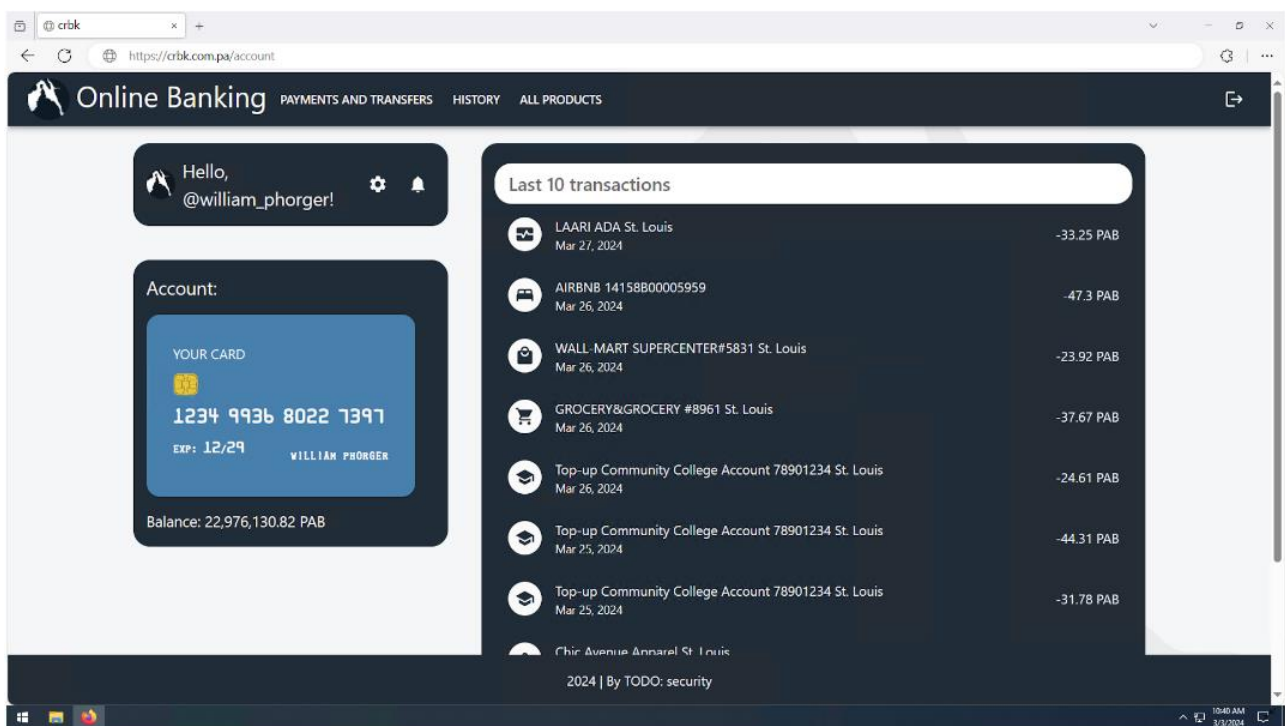 crbk
https://crbk.com.pa/account
Online Banking PAYMENTS AND TRANSFERS HISTORY ALL PRODUCTS
Hello,
@william_phorger!
Account:
YOUR CARD
1234 9936 8022 7397
EXP: 12/29
WILLIAM PHORGER
Balance: 22,976,130.82 PAB
Last 10 transactions
LAARI ADA St. Louis
Mar 27, 2024
-33.25 PAB
AIRBNB 14158B00005959
Mar 26, 2024
-47.3 PAB
WALL-MART SUPERCENTER#5831 St. Louis
Mar 26, 2024
-23.92 PAB
GROCERY&GROCERY #8961 St. Louis
Mar 26, 2024
-37.67 PAB
Top-up Community College Account 78901234 St. Louis
Mar 26, 2024
-24.61 PAB
Top-up Community College Account 78901234 St. Louis
Mar 25, 2024
-44.31 PAB
Top-up Community College Account 78901234 St. Louis
Mar 25, 2024
-31.78 PAB
Chic Avenue Apparel St. Louis
2024 | By TODO: security
10:40 AM
3/3/2024